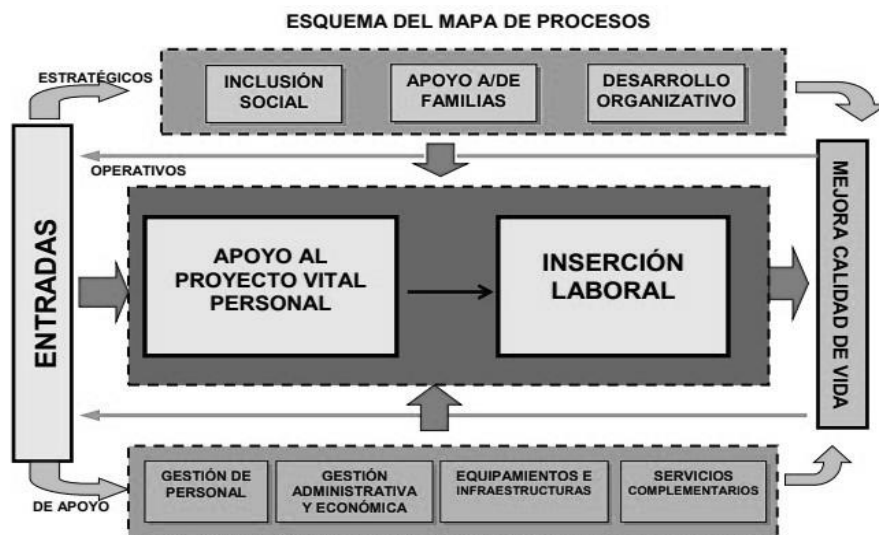 ESQUEMA DEL MAPA DE PROCESOS
ESTRATÉGICOS
INCLUSIÓN
SOCIAL
APOYO A/DE
FAMILIAS
DESARROLLO
ORGANIZATIVO
OPERATIVOS
ENTRADAS
APOYO AL
PROYECTO VITAL
PERSONAL
INSERCIÓN
LABORAL
MEJORA CALIDAD DE VIDA
DE APOYO
GESTIÓN DE
PERSONAL
GESTIÓN
ADMINISTRATIVA
Y ECONÓMICA
EQUIPAMIENTOS E
INFRAESTRUCTURAS
SERVICIOS
COMPLEMENTARIOS